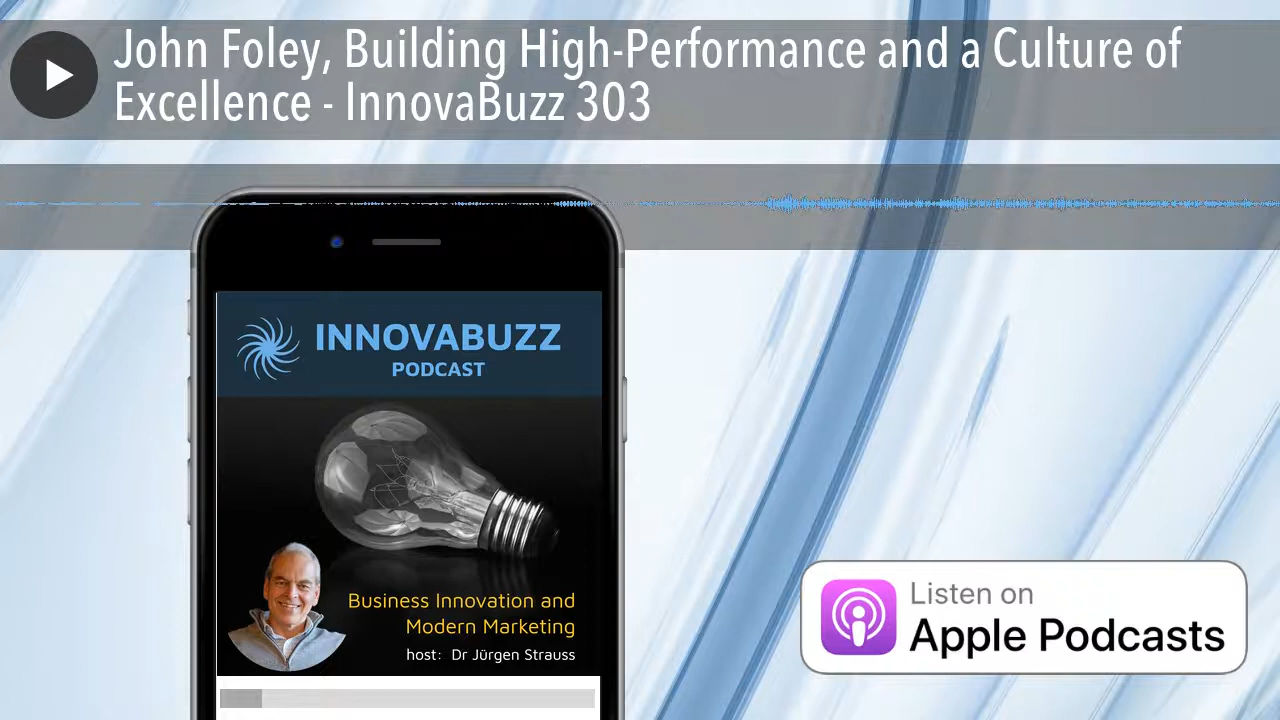 John Foley, Building High-Performance and a Culture of
Excellence - InnovaBuzz 303
INNOVABUZZ
PODCAST
Business Innovation and
Modern Marketing
host: Dr Jürgen Strauss
Listen on
Apple Podcasts